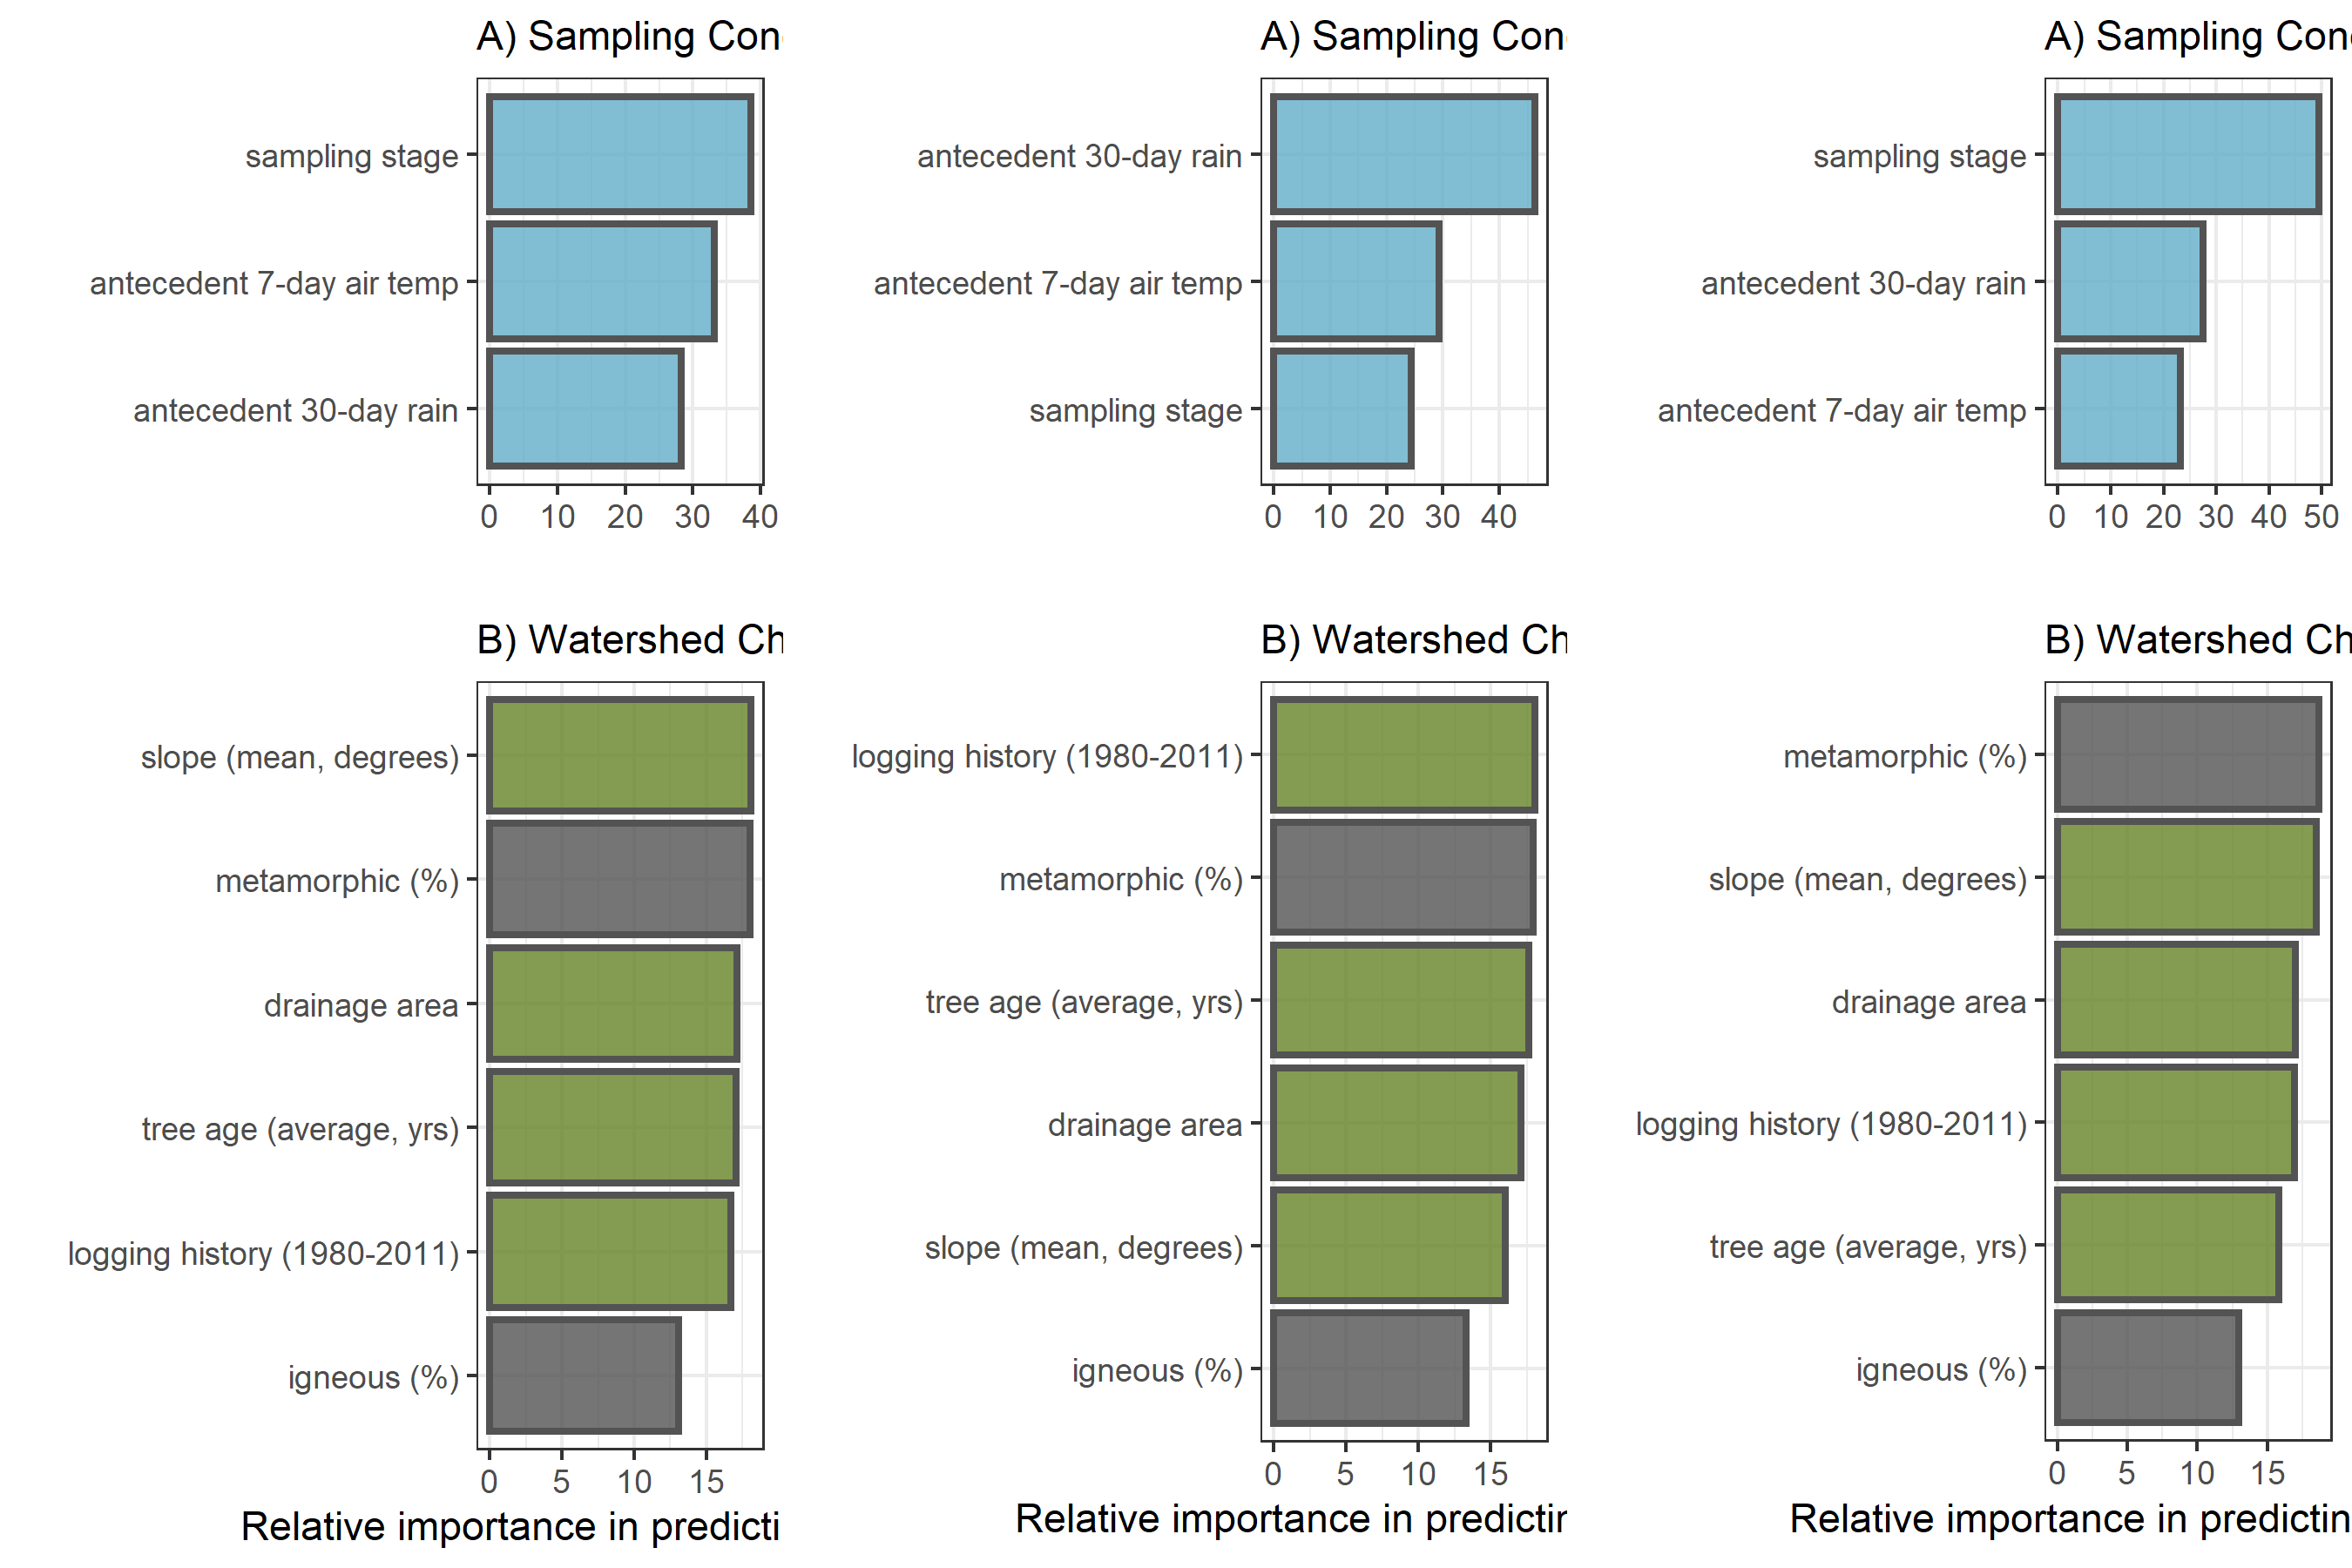 A) Sampling Con
sampling stage
antecedent 7-day air temp
antecedent 30-day rain
0 10 20 30 40
B) Watershed Ch
slope (mean, degrees)
metamorphic (%)
drainage area
tree age (average, yrs)
logging history (1980-2011)
igneous (%)
0 5 10 15
Relative importance in predicti
A) Sampling Con
antecedent 30-day rain
antecedent 7-day air temp
sampling stage
0 10 20 30 40
B) Watershed Ch
logging history (1980-2011)
metamorphic (%)
tree age (average, yrs)
drainage area
slope (mean, degrees)
igneous (%)
0 5 10 15
Relative importance in predictin
A) Sampling Con
sampling stage
antecedent 30-day rain
antecedent 7-day air temp
0 10 20 30 40 50
B) Watershed Ch
metamorphic (%)
slope (mean, degrees)
drainage area
logging history (1980-2011)
tree age (average, yrs)
igneous (%)
0 5 10 15
Relative importance in predictin